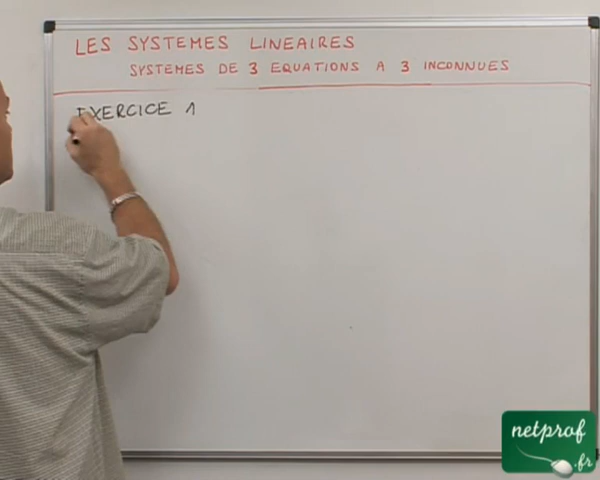 LES SYSTEMES LINEAIRES
SYSTEMES DE 3 EQUATIONS A 3 INCONNUES
EXERCICE 1
netprof
.fr